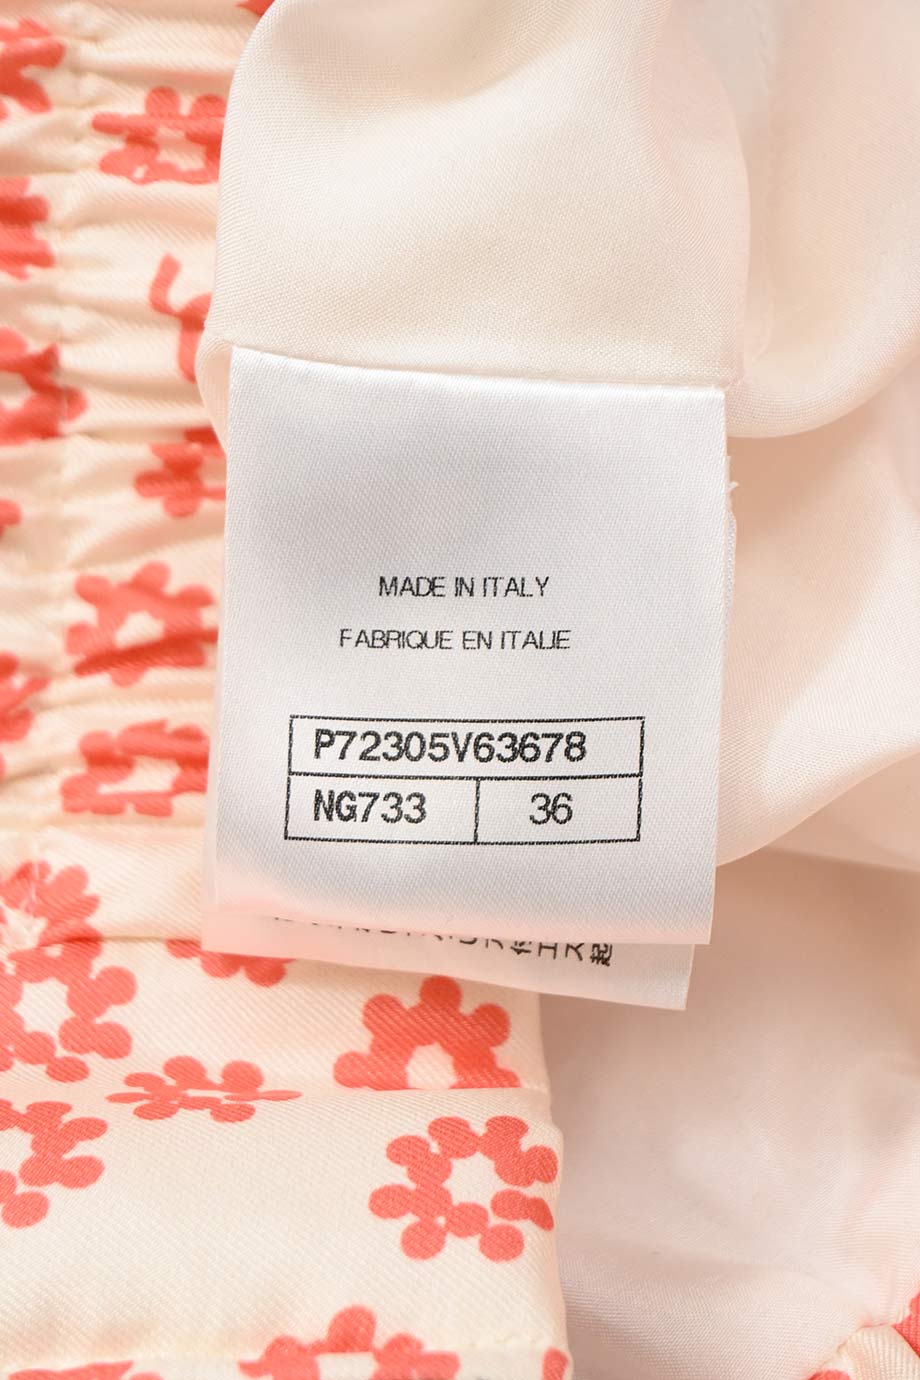 MADE IN ITALY
FABRIQUE EN ITALIE
P72305V63678
NG733 36